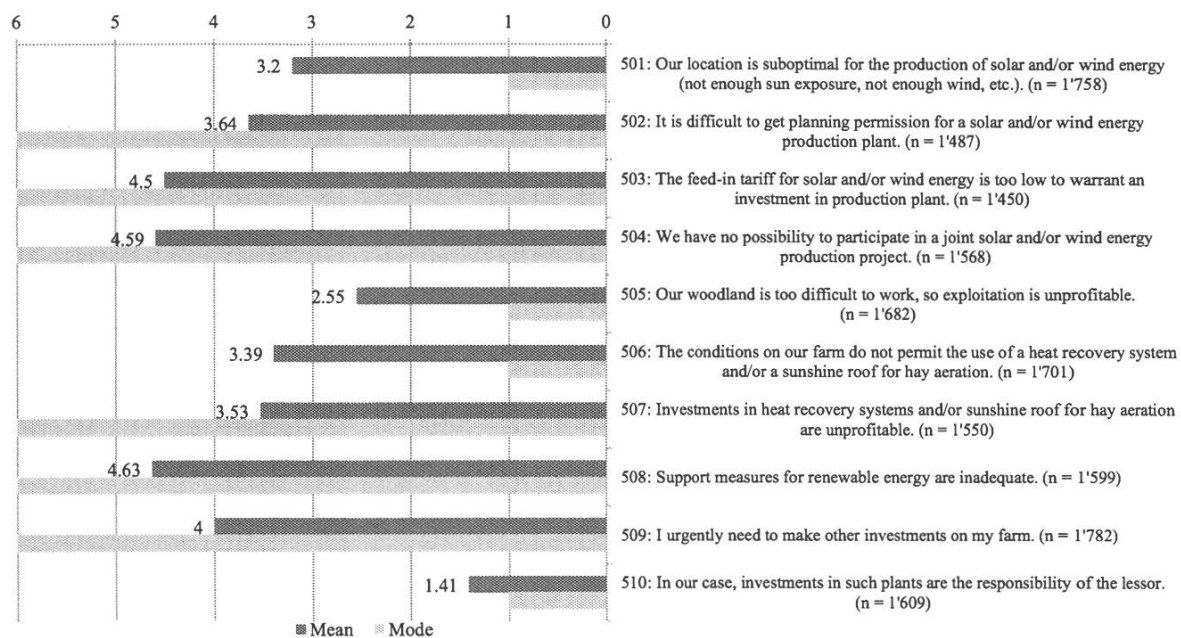 6 5 4 3 2 1 0
3.2
501: Our location is suboptimal for the production of solar and/or wind energy
(not enough sun exposure, not enough wind, etc.). (n = 1'758)
3.64
502: It is difficult to get planning permission for a solar and/or wind energy
production plant. (n = 1'487)
4.5
503: The feed-in tariff for solar and/or wind energy is too low to warrant an
investment in production plant. (n = 1'450)
4.59
504: We have no possibility to participate in a joint solar and/or wind energy
production project. (n = 1'568)
2.55
505: Our woodland is too difficult to work, so exploitation is unprofitable.
(n = 1'682)
3.39
506: The conditions on our farm do not permit the use of a heat recovery system
and/or a sunshine roof for hay aeration. (n = 1'701)
3.53
507: Investments in heat recovery systems and/or sunshine roof for hay aeration
are unprofitable. (n = 1'550)
4.63
508: Support measures for renewable energy are inadequate. (n = 1'599)
4
509: I urgently need to make other investments on my farm. (n = 1'782)
1.41
510: In our case, investments in such plants are the responsibility of the lessor.
(n = 1'609)
Mean Mode